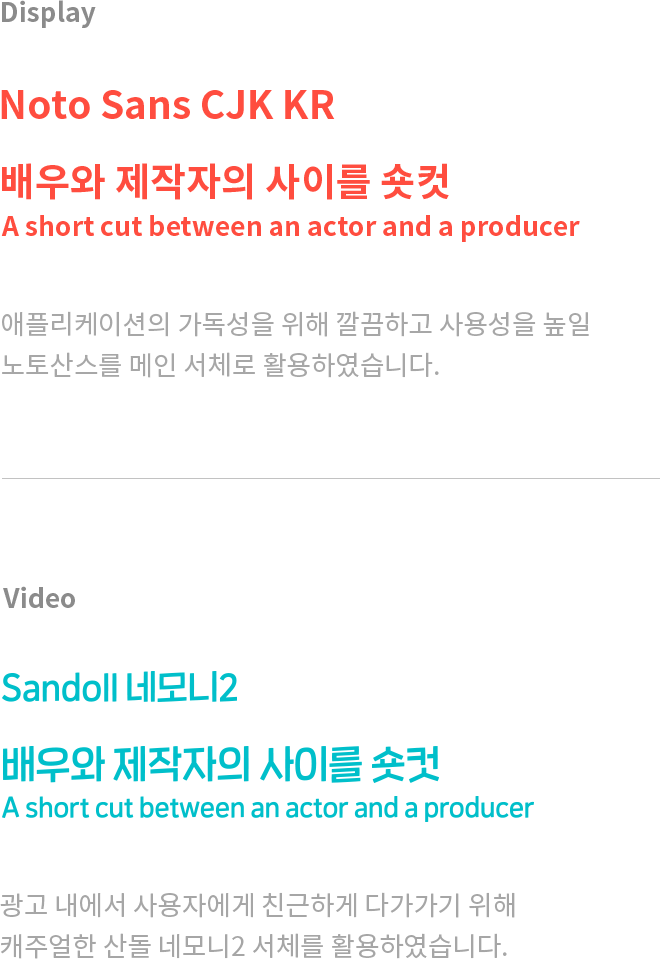 Display
Noto Sans CJK KR
배우와 제작자의 사이를 숏컷
A short cut between an actor and a producer
애플리케이션의 가독성을 위해 깔끔하고 사용성을 높일
노토산스를 메인 서체로 활용하였습니다.
Video
Sandoll 네모니2
배우와 제작자의 사이를 숏컷
A short cut between an actor and a producer
광고 내에서 사용자에게 친근하게 다가가기 위해
캐주얼한 산돌 네모니2 서체를 활용하였습니다.